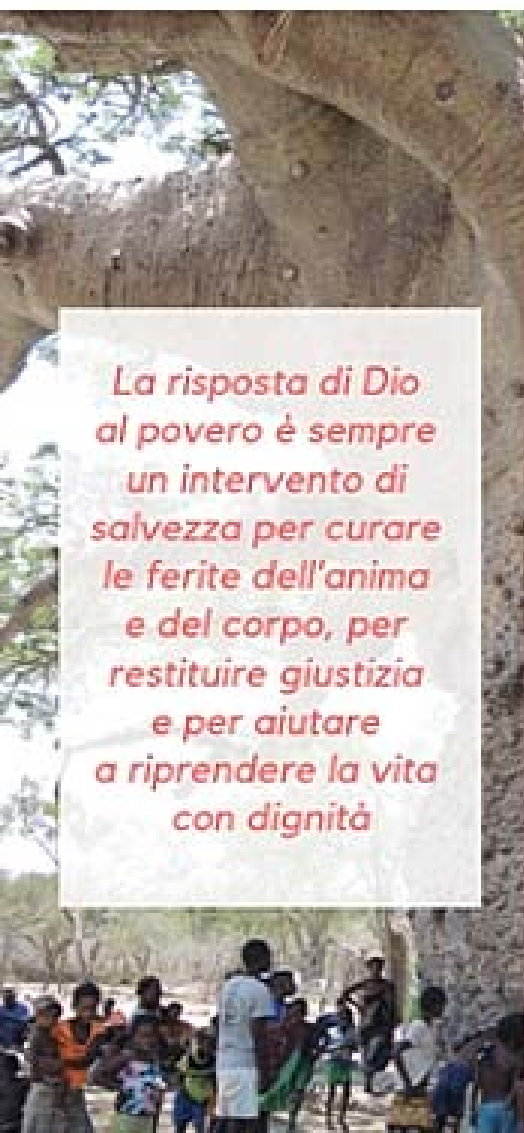 La risposta di Dio
al povero è sempre
un intervento di
salvezza per curare
le ferite dell'anima
e del corpo, per
restituire giustizia
e per aiutare
a riprendere la vita
con dignità